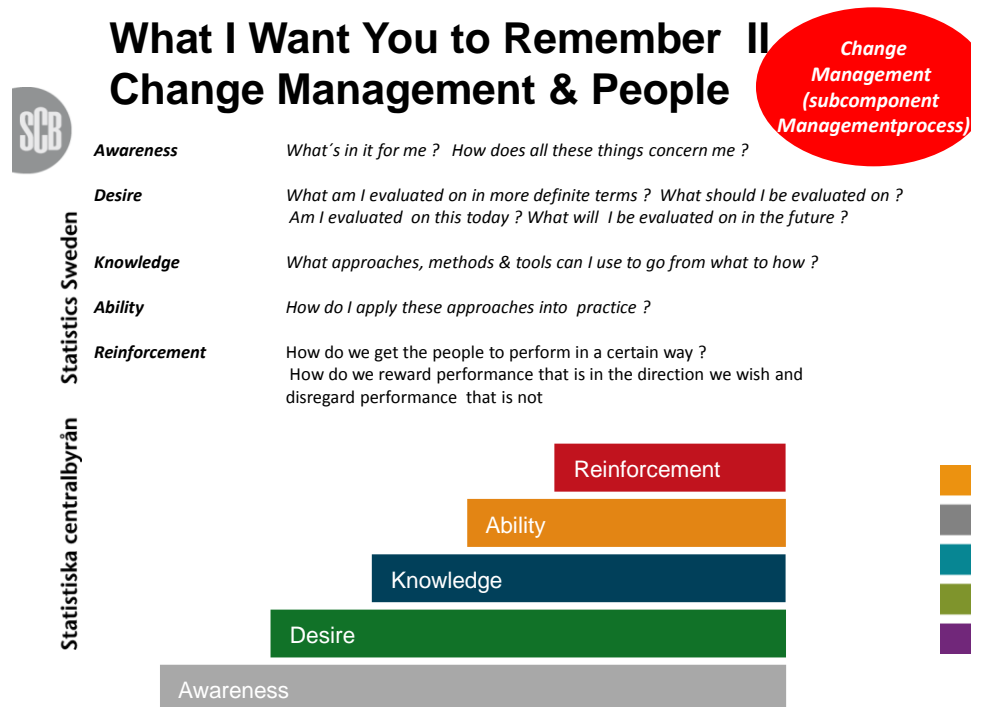 What I Want You to Remember II
Change Management & People
Change
Management
(subcomponent
Managementprocess)
SCB
Statistiska centralbyrån Statistics Sweden
Awareness What´s in it for me ? How does all these things concern me ?
Desire What am I evaluated on in more definite terms ? What should I be evaluated on ?
Am I evaluated on this today ? What will I be evaluated on in the future ?
Knowledge What approaches, methods & tools can I use to go from what to how ?
Ability How do I apply these approaches into practice ?
Reinforcement How do we get the people to perform in a certain way ?
How do we reward performance that is in the direction we wish and
disregard performance that is not
Reinforcement
Ability
Knowledge
Desire
Awareness